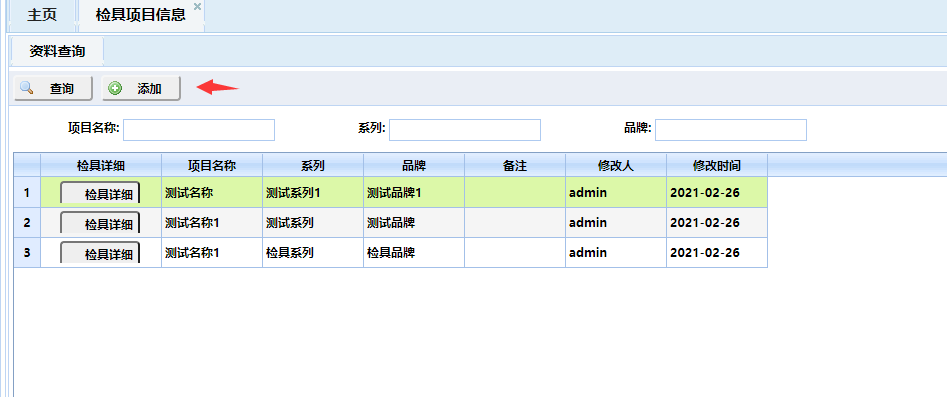 主页 检具项目信息
资料查询
查询 添加
项目名称: 系列: 品牌:
检具详细 项目名称 系列 品牌 备注 修改人 修改时间
1 检具详细 测试名称 测试系列1 测试品牌1 admin 2021-02-26
2 检具详细 测试名称1 测试系列 测试品牌 admin 2021-02-26
3 检具详细 测试名称1 检具系列 检具品牌 admin 2021-02-26